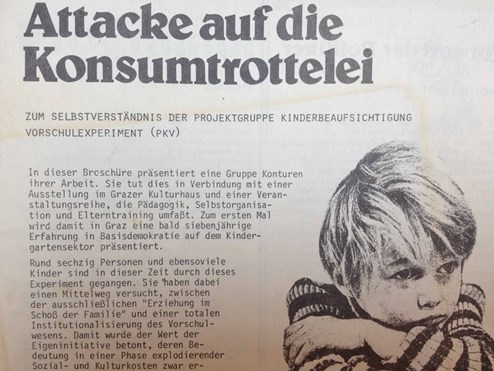 Attacke auf die
Konsumtrottelei
ZUM SELBSTVERSTÄNDNIS DER PROJEKTGRUPPE KINDERBEAUFSICHTIGUNG
VORSCHULEXPERIMENT (PKV)
In dieser Broschüre präsentiert eine Gruppe Konturen
ihrer Arbeit. Sie tut dies in Verbindung mit einer
Ausstellung im Grazer Kulturhaus und einer Veran-
staltungsreihe, die Pädagogik, Selbstorganisa-
tion und Elterntraining umfaßt. Zum ersten Mal
wird damit in Graz eine bald siebenjährige
Erfahrung in Basisdemokratie auf dem Kinder-
gartensektor präsentiert.
Rund sechzig Personen und ebensoviele
Kinder sind in dieser Zeit durch dieses
Experiment gegangen. Sie haben dabei
einen Mittelweg versucht, zwischen
der ausschließlichen "Erziehung im
Schoß der Familie" und einer totalen
Institutionalisierung des Vorschul-
wesens. Damit wurde der Wert der
Eigeninitiative betont, deren Be-
deutung in einer Phase explodierender
Sozial- und Kulturkosten zwar er-